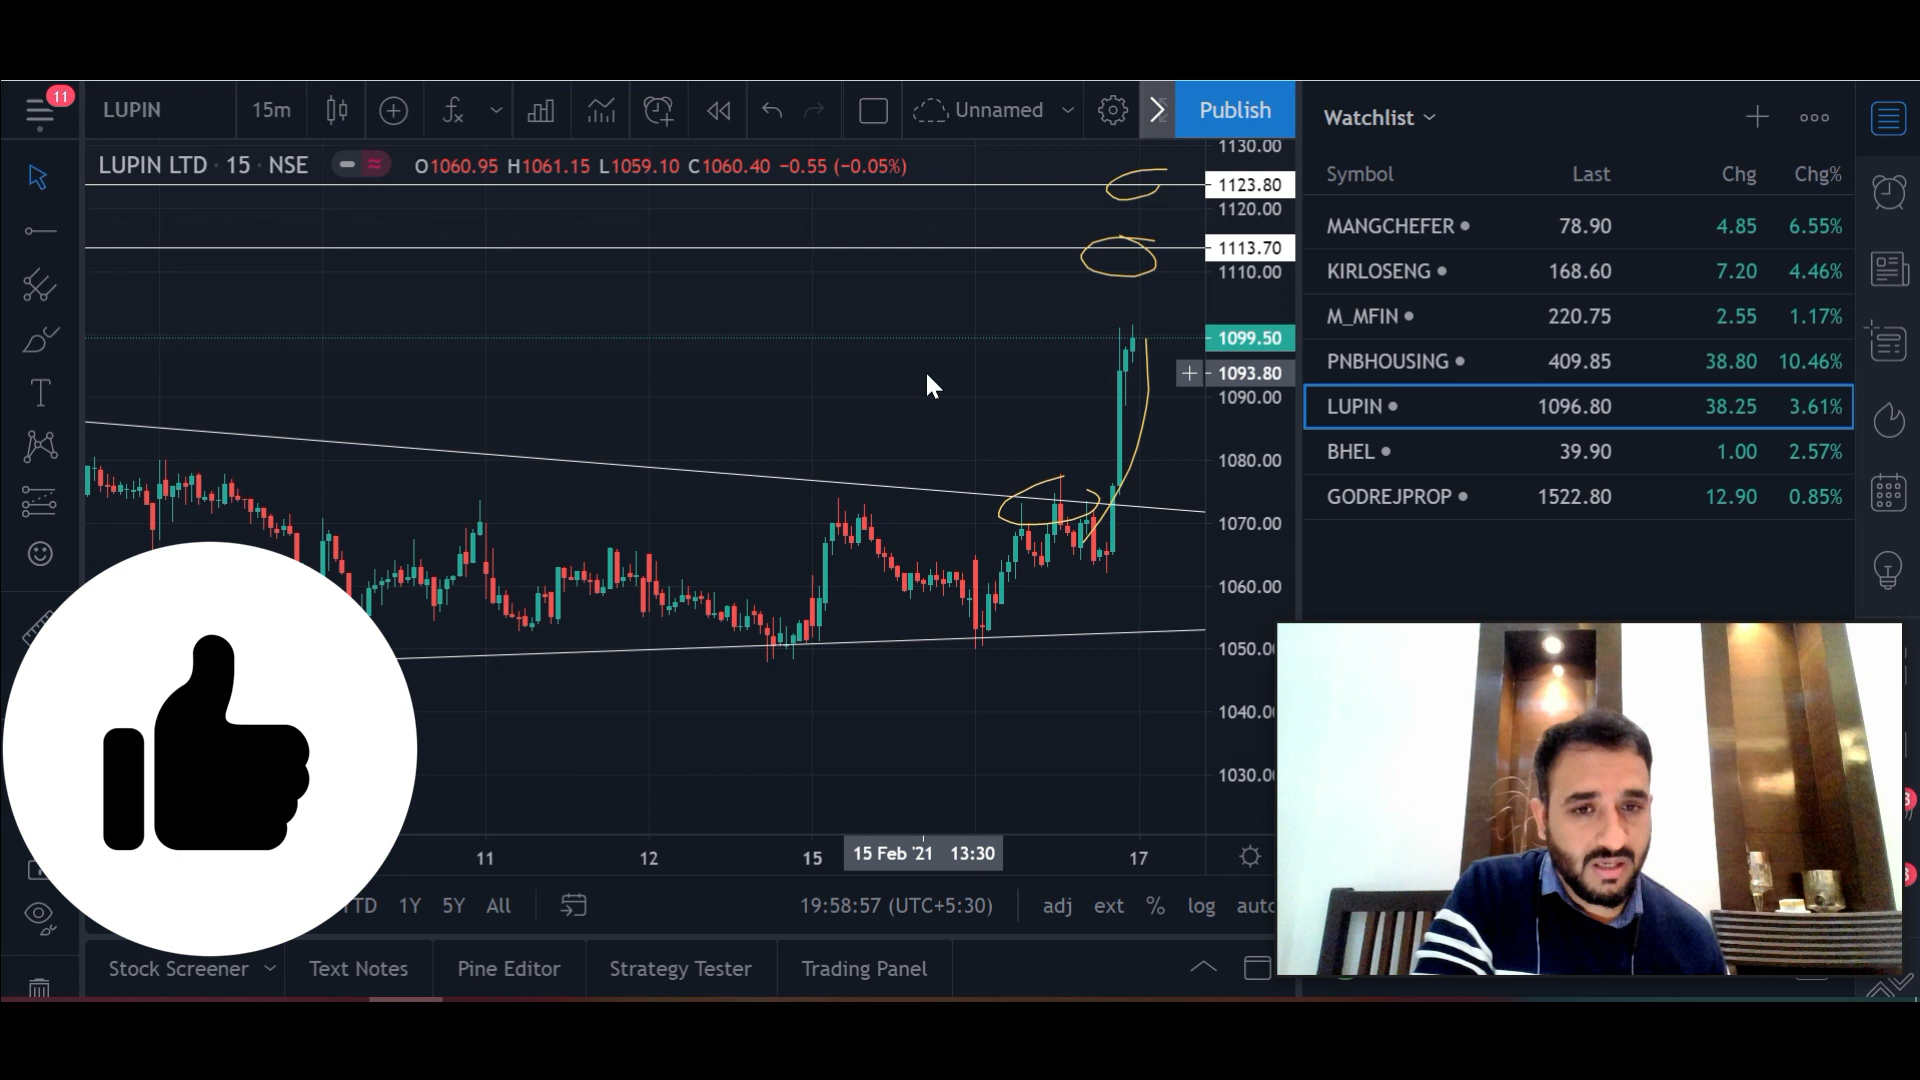 11
LUPIN
15m
Unnamed
Publish
LUPIN LTD · 15 · NSE
O1060.95 H1061.15 L1059.10 C1060.40 −0.55 (−0.05%)
1130.00
1123.80
1120.00
1113.70
1110.00
1099.50
1093.80
1090.00
1080.00
1070.00
1060.00
1050.0
1040.0
1030.0
11
12
15
15 Feb '21 13:30
17
TD 1Y 5Y All
19:58:57 (UTC+5:30)
adj ext % log auto
Stock Screener
Text Notes
Pine Editor
Strategy Tester
Trading Panel
Watchlist
Symbol Last Chg Chg%
MANGCHEFER 78.90 4.85 6.55%
KIRLOSENG 168.60 7.20 4.46%
M_MFIN 220.75 2.55 1.17%
PNBHOUSING 409.85 38.80 10.46%
LUPIN 1096.80 38.25 3.61%
BHEL 39.90 1.00 2.57%
GODREJPROP 1522.80 12.90 0.85%